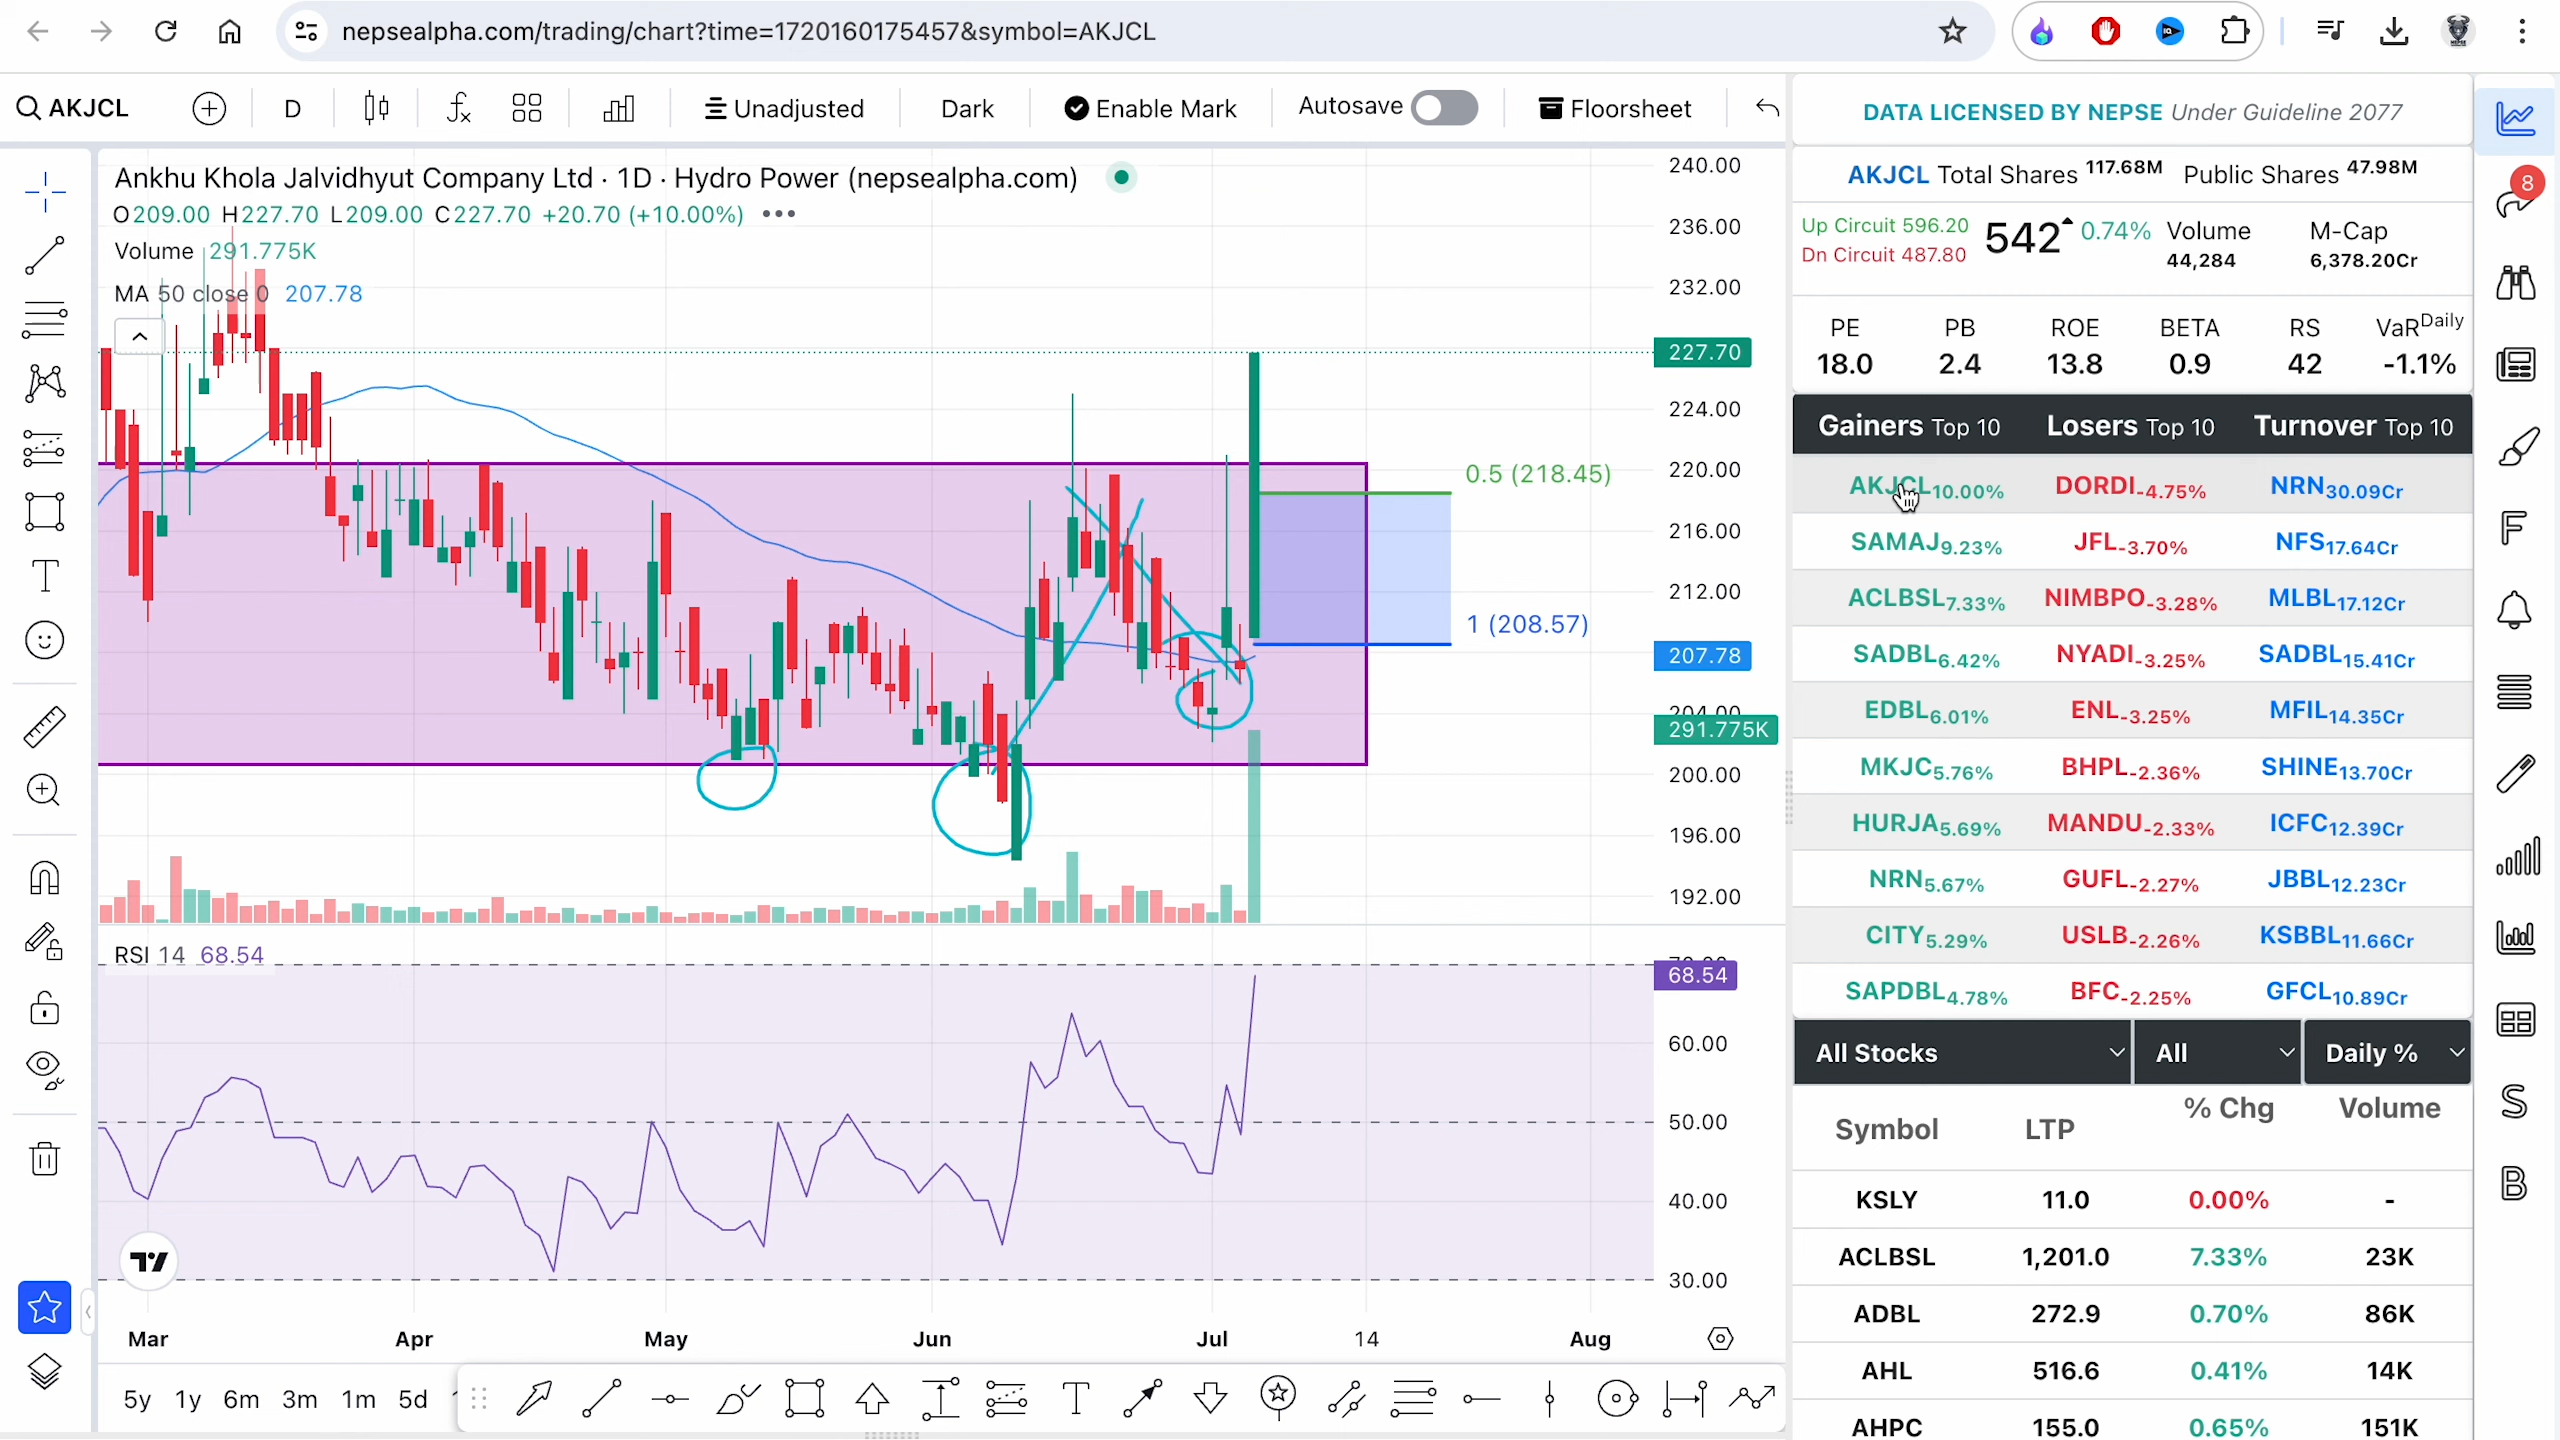 nepsealpha.com/trading/chart?time=1720160175457&symbol=AKJCL
AKJCL D Unadjusted Dark Enable Mark Autosave Floorsheet
Ankhu Khola Jalvidhyut Company Ltd · 1D · Hydro Power (nepsealpha.com)
O209.00 H227.70 L209.00 C227.70 +20.70 (+10.00%)
Volume 291.775K
MA 50 close 0 207.78
240.00
236.00
232.00
227.70
224.00
220.00
216.00
212.00
207.78
204.00
291.775K
200.00
196.00
192.00
0.5 (218.45)
1 (208.57)
RSI 14 68.54
68.54
60.00
50.00
40.00
30.00
Mar Apr May Jun Jul 14 Aug
5y 1y 6m 3m 1m 5d
DATA LICENSED BY NEPSE Under Guideline 2077
AKJCL Total Shares 117.68M Public Shares 47.98M
Up Circuit 596.20
Dn Circuit 487.80
542 0.74%
Volume
44,284
M-Cap
6,378.20Cr
PE PB ROE BETA RS VaR Daily
18.0 2.4 13.8 0.9 42 -1.1%
Gainers Top 10 Losers Top 10 Turnover Top 10
AKJCL 10.00% DORDI -4.75% NRN 30.09Cr
SAMAJ 9.23% JFL -3.70% NFS 17.64Cr
ACLBSL 7.33% NIMBPO -3.28% MLBL 17.12Cr
SADBL 6.42% NYADI -3.25% SADBL 15.41Cr
EDBL 6.01% ENL -3.25% MFIL 14.35Cr
MKJC 5.76% BHPL -2.36% SHINE 13.70Cr
HURJA 5.69% MANDU -2.33% ICFC 12.39Cr
NRN 5.67% GUFL -2.27% JBBL 12.23Cr
CITY 5.29% USLB -2.26% KSBBL 11.66Cr
SAPDBL 4.78% BFC -2.25% GFCL 10.89Cr
All Stocks All Daily %
Symbol LTP % Chg Volume
KSLY 11.0 0.00% -
ACLBSL 1,201.0 7.33% 23K
ADBL 272.9 0.70% 86K
AHL 516.6 0.41% 14K
AHPC 155.0 0.65% 151K
8
F
S
B